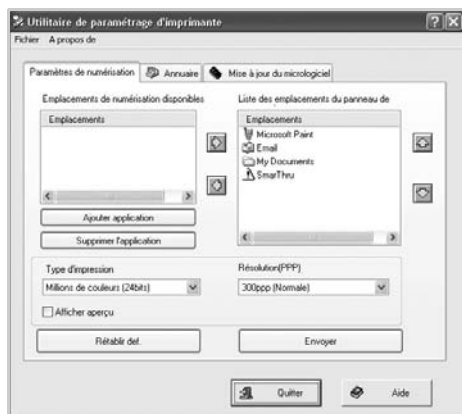 Utilitaire de paramétrage d'imprimante
Fichier A propos de
Paramètres de numérisation Annuaire Mise à jour du micrologiciel
Emplacements de numérisation disponibles
Emplacements
Ajouter application
Supprimer l'application
Liste des emplacements du panneau de
Emplacements
Microsoft Paint
Email
My Documents
SmarThru
Type d'impression
Millions de couleurs (24bits)
Afficher aperçu
Résolution(PPP)
300ppp (Normale)
Rétablir def.
Envoyer
Quitter
Aide